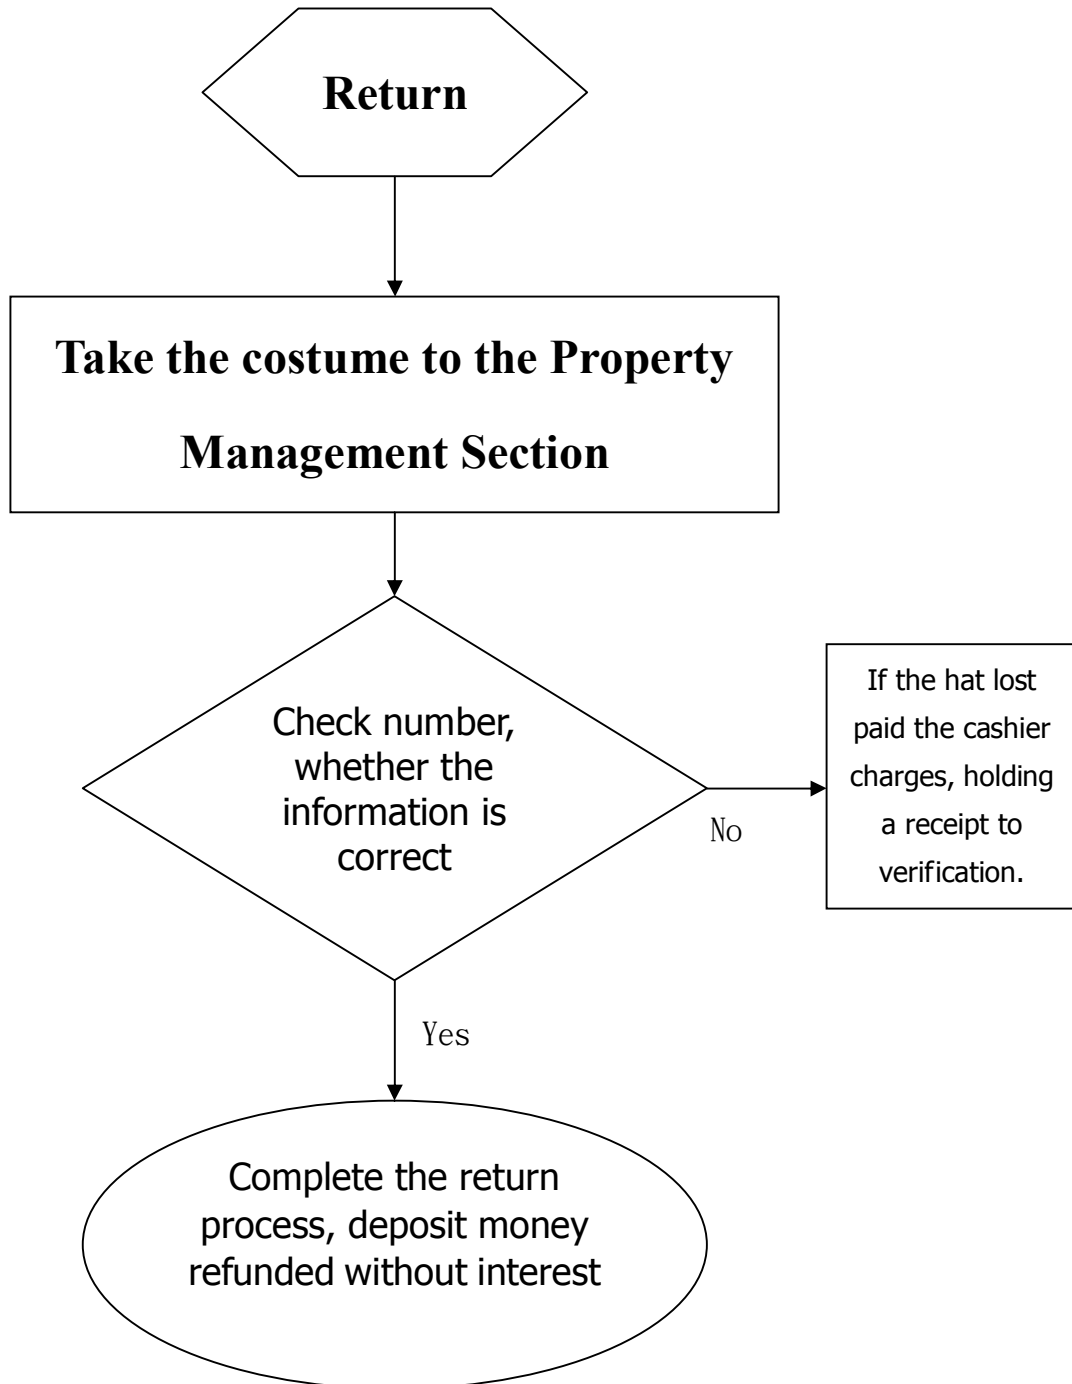 Return
Take the costume to the Property
Management Section
Check number,
whether the
information is
correct
No
If the hat lost
paid the cashier
charges, holding
a receipt to
verification.
Yes
Complete the return
process, deposit money
refunded without interest